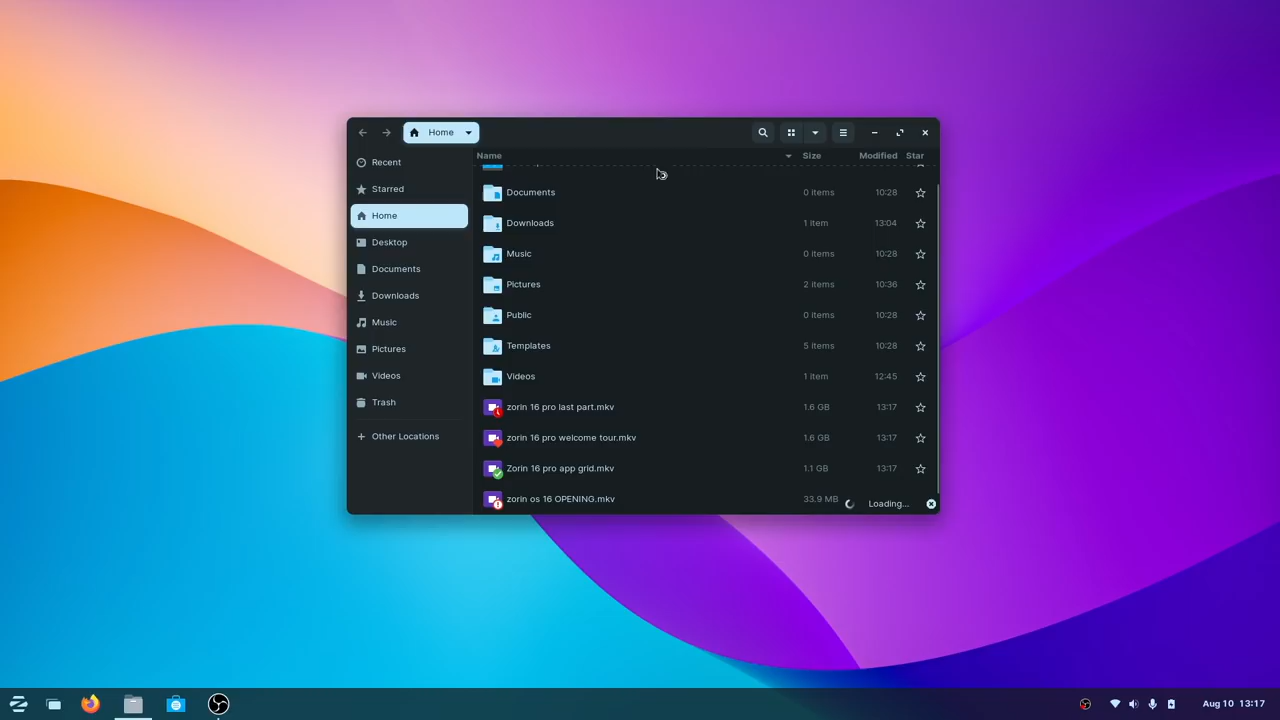 Home
Name Size Modified Star
Recent
Starred
Home
Desktop
Documents
Downloads
Music
Pictures
Videos
Trash
Other Locations
Documents 0 items 10:28
Downloads 1 item 13:04
Music 0 items 10:28
Pictures 2 items 10:36
Public 0 items 10:28
Templates 5 items 10:28
Videos 1 item 12:45
zorin 16 pro last part.mkv 1.6 GB 13:17
zorin 16 pro welcome tour.mkv 1.6 GB 13:17
Zorin 16 pro app grid.mkv 1.1 GB 13:17
zorin os 16 OPENING.mkv 33.9 MB
Loading...
Aug 10 13:17